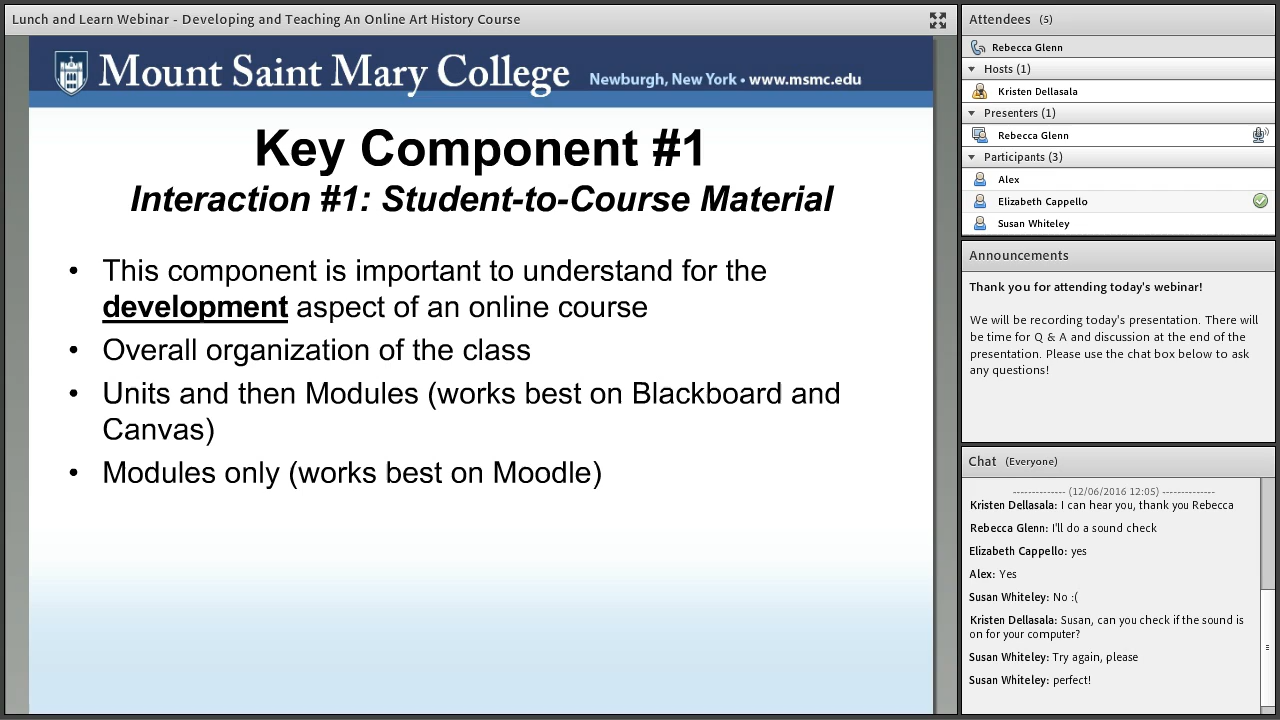 Lunch and Learn Webinar - Developing and Teaching An Online Art History Course
Mount Saint Mary College Newburgh, New York • www.msmc.edu
Key Component #1
Interaction #1: Student-to-Course Material
• This component is important to understand for the
development aspect of an online course
• Overall organization of the class
• Units and then Modules (works best on Blackboard and
Canvas)
• Modules only (works best on Moodle)
Attendees (5)
Rebecca Glenn
Hosts (1)
Kristen Dellasala
Presenters (1)
Rebecca Glenn
Participants (3)
Alex
Elizabeth Cappello
Susan Whiteley
Announcements
Thank you for attending today's webinar!
We will be recording today's presentation. There will
be time for Q & A and discussion at the end of the
presentation. Please use the chat box below to ask
any questions!
Chat (Everyone)
-------------- (12/06/2016 12:05) --------------
Kristen Dellasala: I can hear you, thank you Rebecca
Rebecca Glenn: I'll do a sound check
Elizabeth Cappello: yes
Alex: Yes
Susan Whiteley: No :(
Kristen Dellasala: Susan, can you check if the sound is
on for your computer?
Susan Whiteley: Try again, please
Susan Whiteley: perfect!